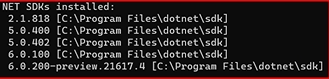 NET SDKs installed:
2.1.818 [C:\Program Files\dotnet\sdk]
5.0.400 [C:\Program Files\dotnet\sdk]
5.0.402 [C:\Program Files\dotnet\sdk]
6.0.100 [C:\Program Files\dotnet\sdk]
6.0.200-preview.21617.4 [C:\Program Files\dotnet\sdk]